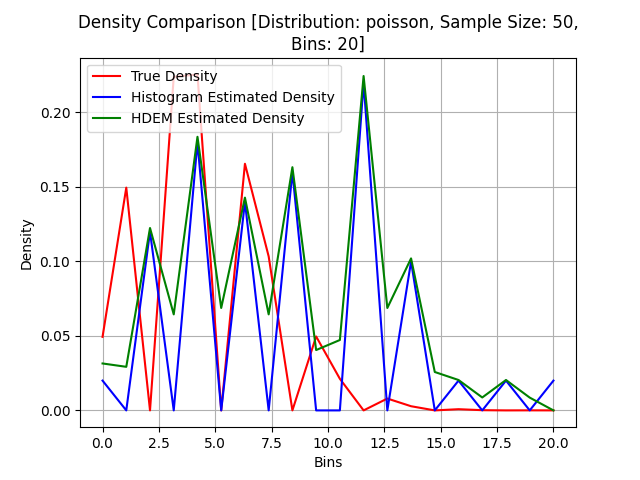 Density Comparison [Distribution: poisson, Sample Size: 50,
Bins: 20]
True Density
Histogram Estimated Density
HDEM Estimated Density
Density
0.20
0.15
0.10
0.05
0.00
0.0 2.5 5.0 7.5 10.0 12.5 15.0 17.5 20.0
Bins